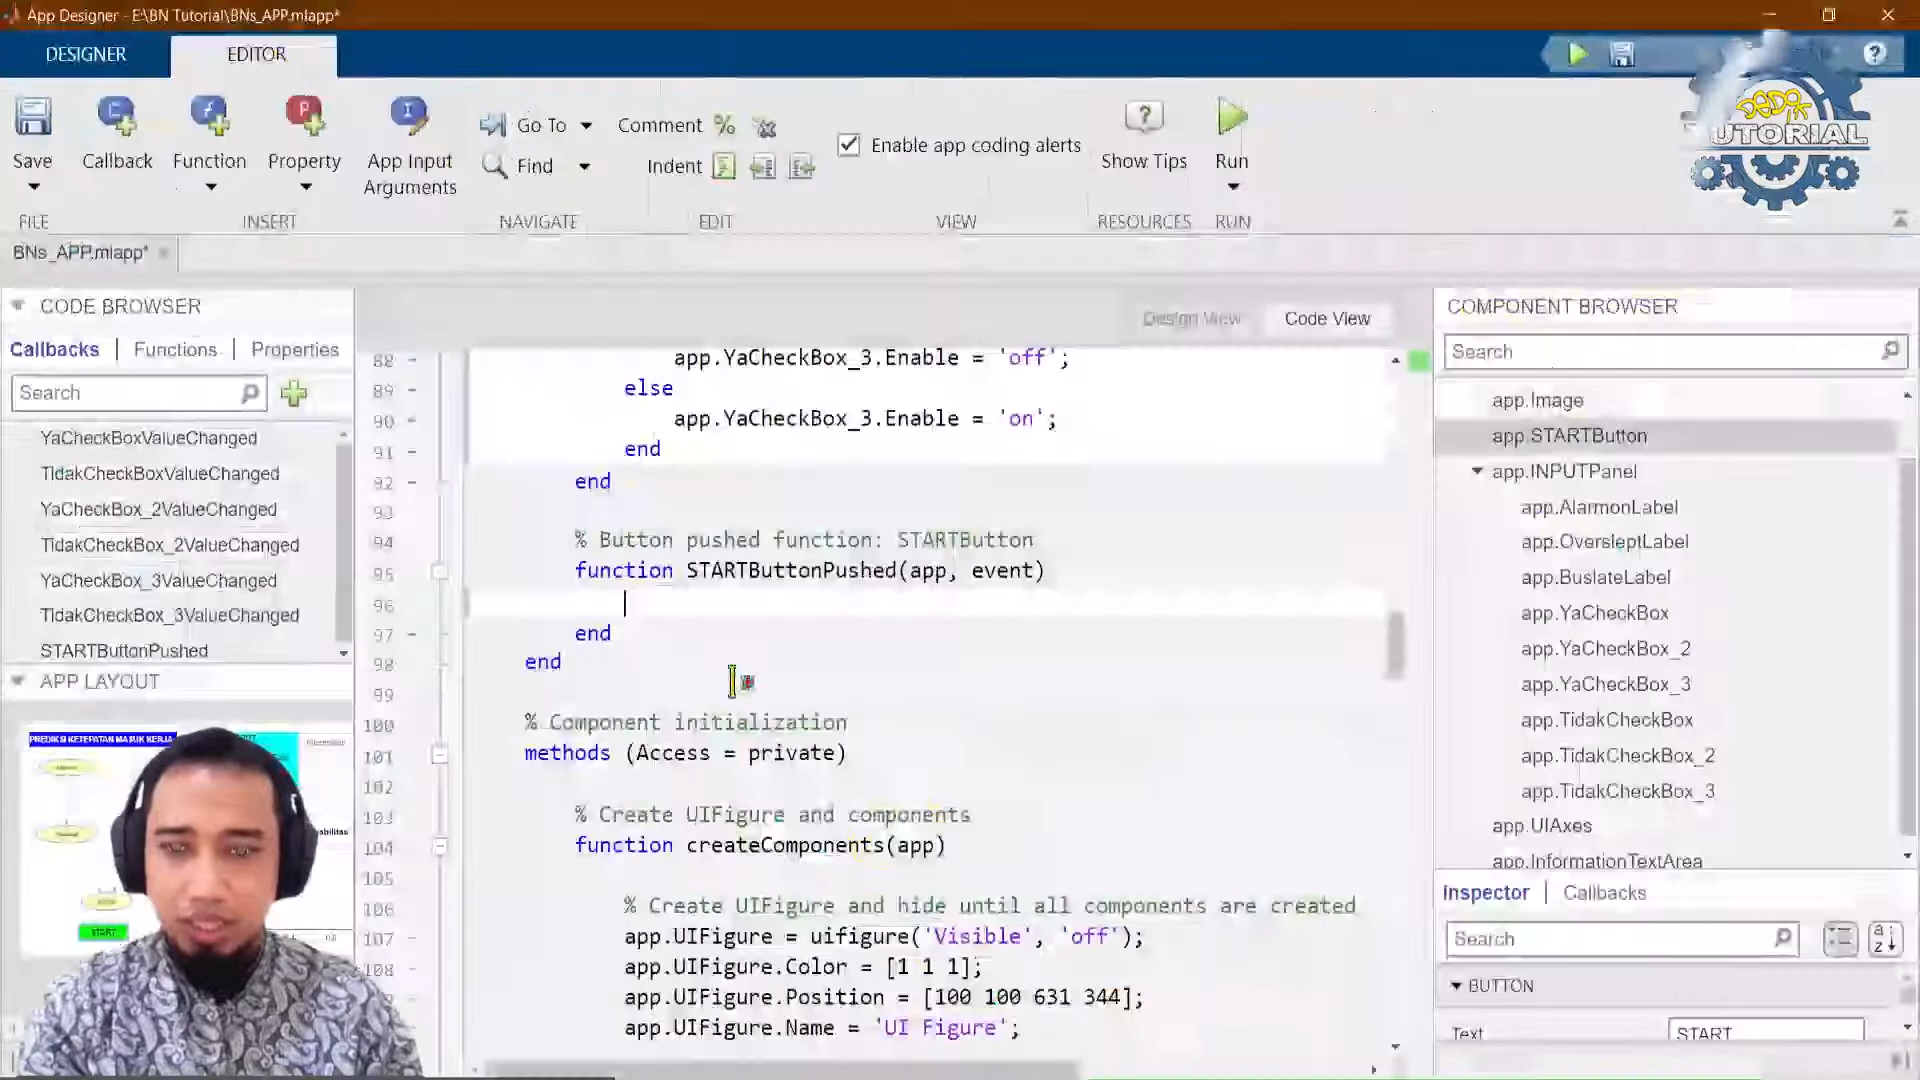 App Designer - E:\BN Tutorial\BNs_APP.mlapp*
DESIGNER
EDITOR
Save
Callback
Function
Property
App Input
Arguments
Go To
Find
Comment
Indent
Enable app coding alerts
Show Tips
Run
FILE
INSERT
NAVIGATE
EDIT
VIEW
RESOURCES
RUN
TUTORIAL
BNs_APP.mlapp*
CODE BROWSER
Callbacks
Functions
Properties
Search
YaCheckBoxValueChanged
TidakCheckBoxValueChanged
YaCheckBox_2ValueChanged
TidakCheckBox_2ValueChanged
YaCheckBox_3ValueChanged
TidakCheckBox_3ValueChanged
STARTButtonPushed
APP LAYOUT
PREDIKSI KETEPATAN MASUK KERJA
START
Design View
Code View
88 - app.YaCheckBox_3.Enable = 'off';
89 - else
90 - app.YaCheckBox_3.Enable = 'on';
91 - end
92 - end
93
94 % Button pushed function: STARTButton
95 function STARTButtonPushed(app, event)
96
97 - end
98 - end
99
100 % Component initialization
101 methods (Access = private)
102
103 % Create UIFigure and components
104 function createComponents(app)
105
106 % Create UIFigure and hide until all components are created
107 app.UIFigure = uifigure('Visible', 'off');
108 app.UIFigure.Color = [1 1 1];
app.UIFigure.Position = [100 100 631 344];
app.UIFigure.Name = 'UI Figure';
COMPONENT BROWSER
Search
app.Image
app.STARTButton
app.INPUTPanel
app.AlarmonLabel
app.OversleptLabel
app.BuslateLabel
app.YaCheckBox
app.YaCheckBox_2
app.YaCheckBox_3
app.TidakCheckBox
app.TidakCheckBox_2
app.TidakCheckBox_3
app.UIAxes
app.InformationTextArea
Inspector
Callbacks
Search
BUTTON
Text
START